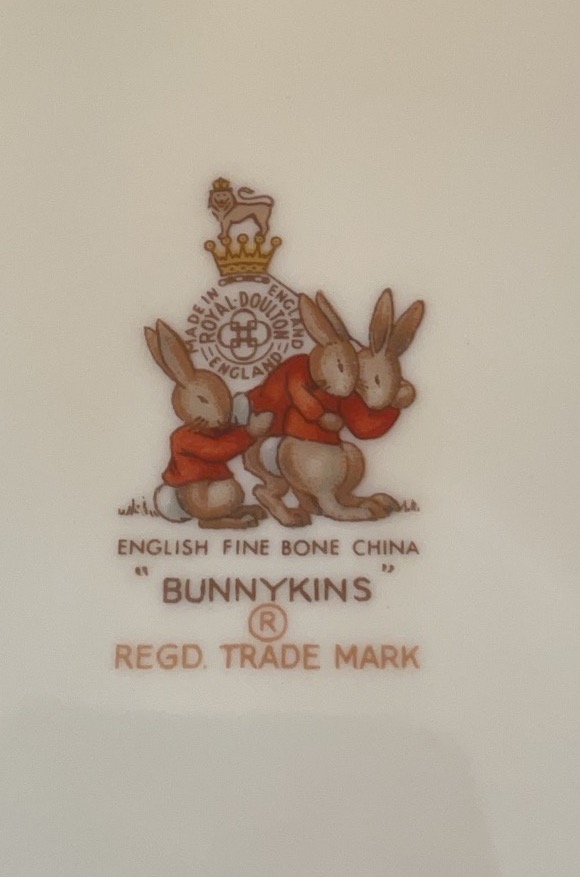 MADE IN ENGLAND
ROYAL·DOULTON
ENGLAND
ENGLISH FINE BONE CHINA
"BUNNYKINS"
®
REGD. TRADE MARK